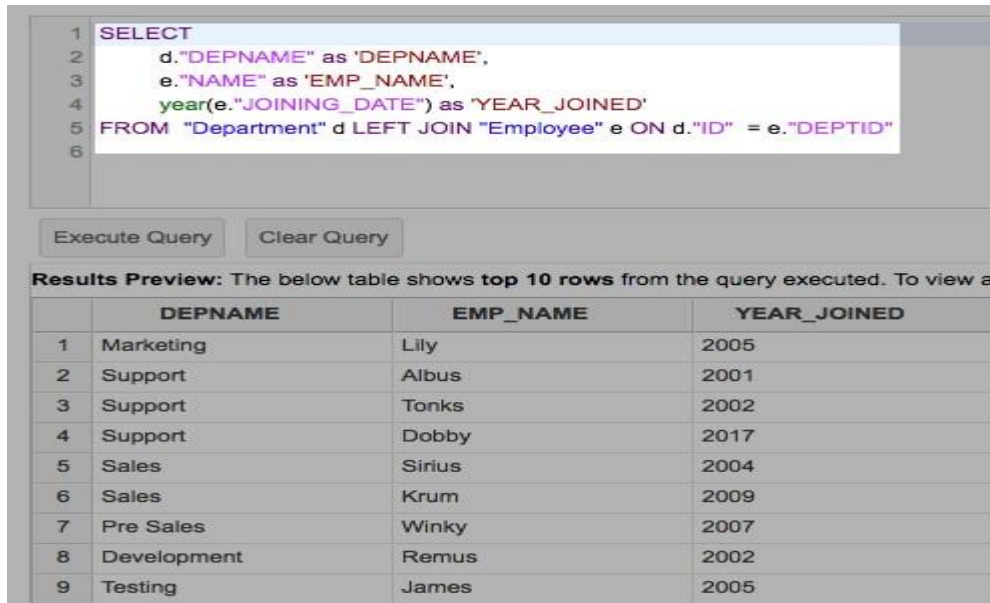 1 SELECT
2 d."DEPNAME" as 'DEPNAME',
3 e."NAME" as 'EMP_NAME',
4 year(e."JOINING_DATE") as 'YEAR_JOINED'
5 FROM "Department" d LEFT JOIN "Employee" e ON d."ID" = e."DEPTID"
6
Execute Query Clear Query
Results Preview: The below table shows top 10 rows from the query executed. To view a
DEPNAME EMP_NAME YEAR_JOINED
1 Marketing Lily 2005
2 Support Albus 2001
3 Support Tonks 2002
4 Support Dobby 2017
5 Sales Sirius 2004
6 Sales Krum 2009
7 Pre Sales Winky 2007
8 Development Remus 2002
9 Testing James 2005